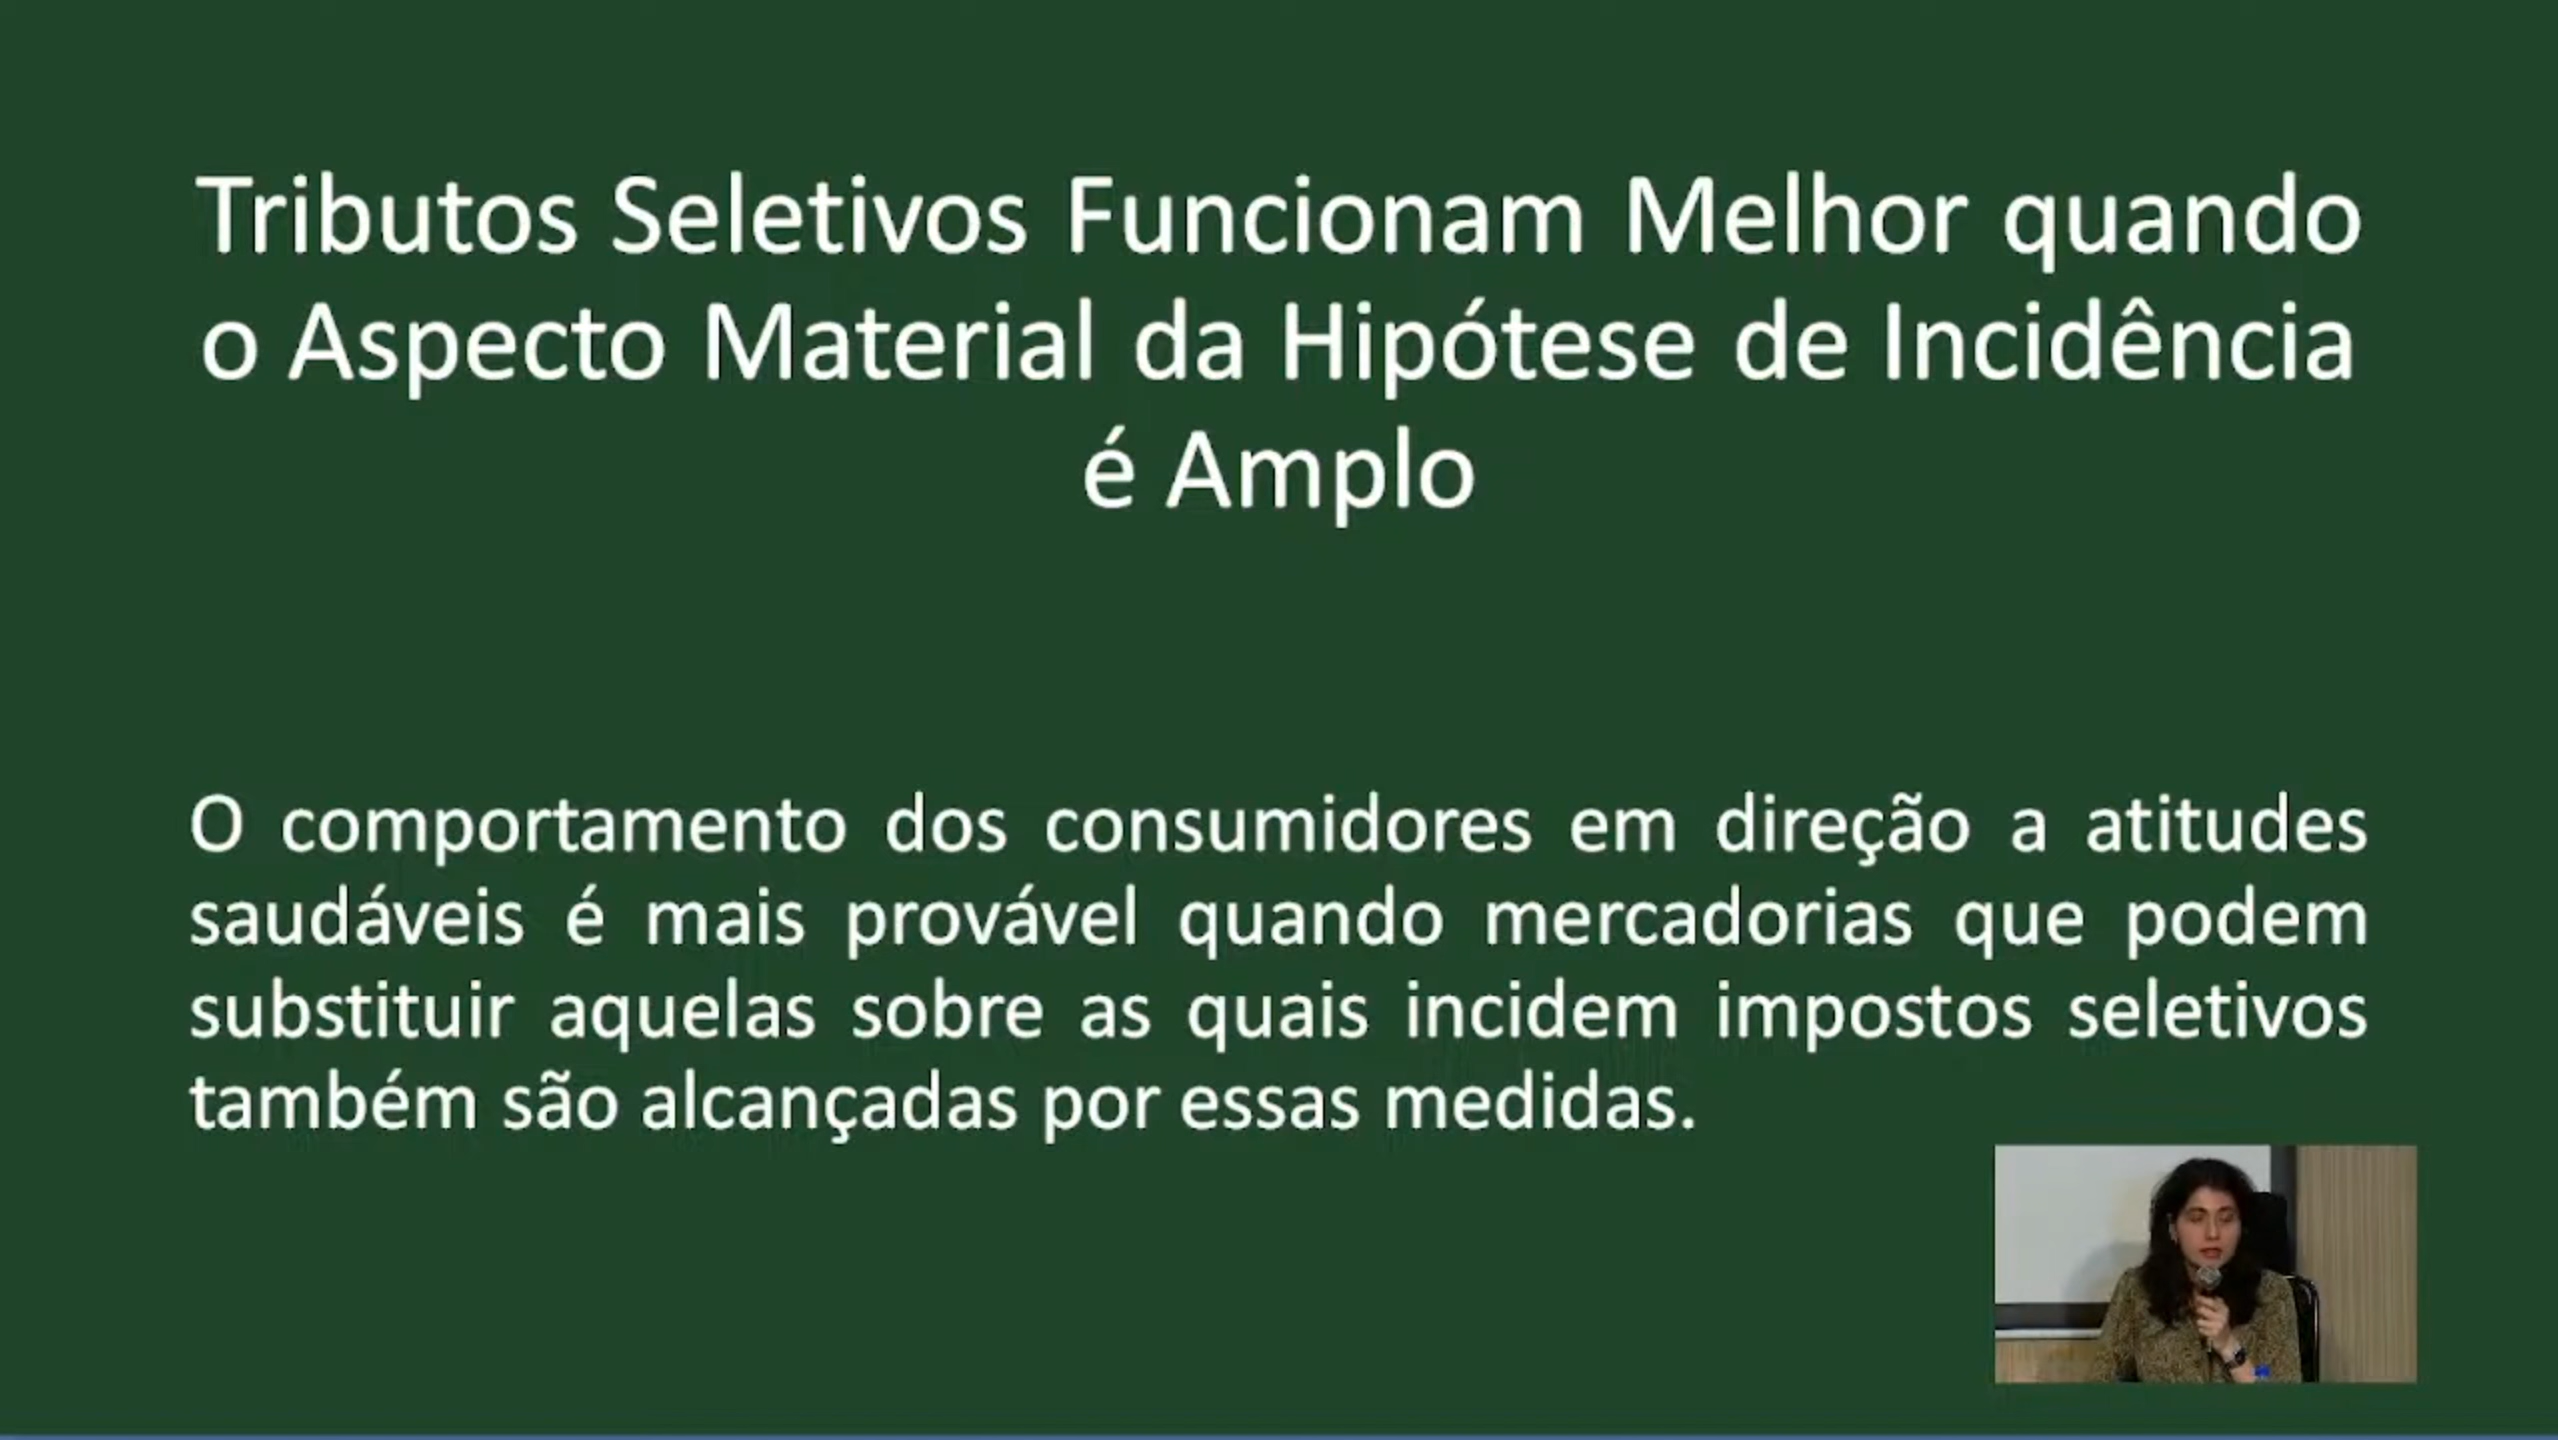 Tributos Seletivos Funcionam Melhor quando
o Aspecto Material da Hipótese de Incidência
é Amplo
O comportamento dos consumidores em direção a atitudes
saudáveis é mais provável quando mercadorias que podem
substituir aquelas sobre as quais incidem impostos seletivos
também são alcançadas por essas medidas.